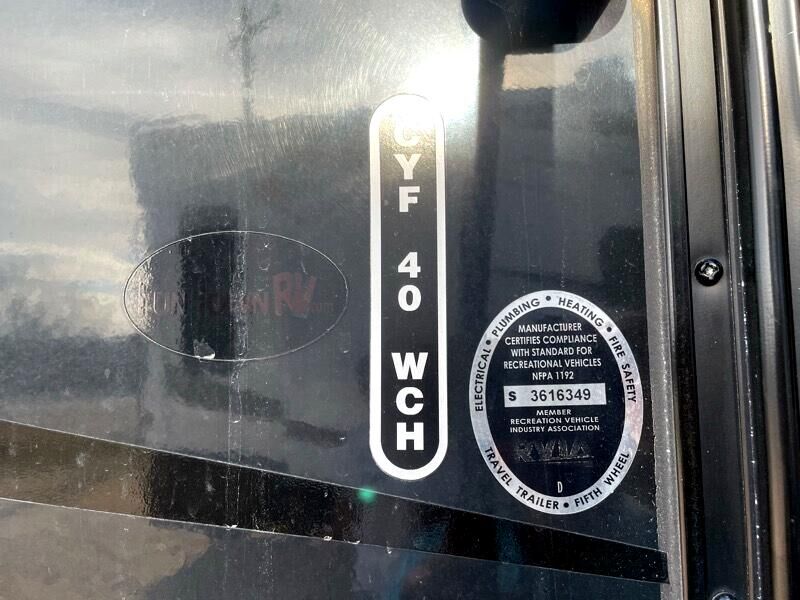 RV
CYF 40 WCH
ELECTRICAL • PLUMBING • HEATING • FIRE SAFETY
MANUFACTURER
CERTIFIES COMPLIANCE
WITH STANDARD FOR
RECREATIONAL VEHICLES
NFPA 1192
S 3616349
MEMBER
RECREATION VEHICLE
INDUSTRY ASSOCIATION
RVIA
D
TRAVEL TRAILER • FIFTH WHEEL